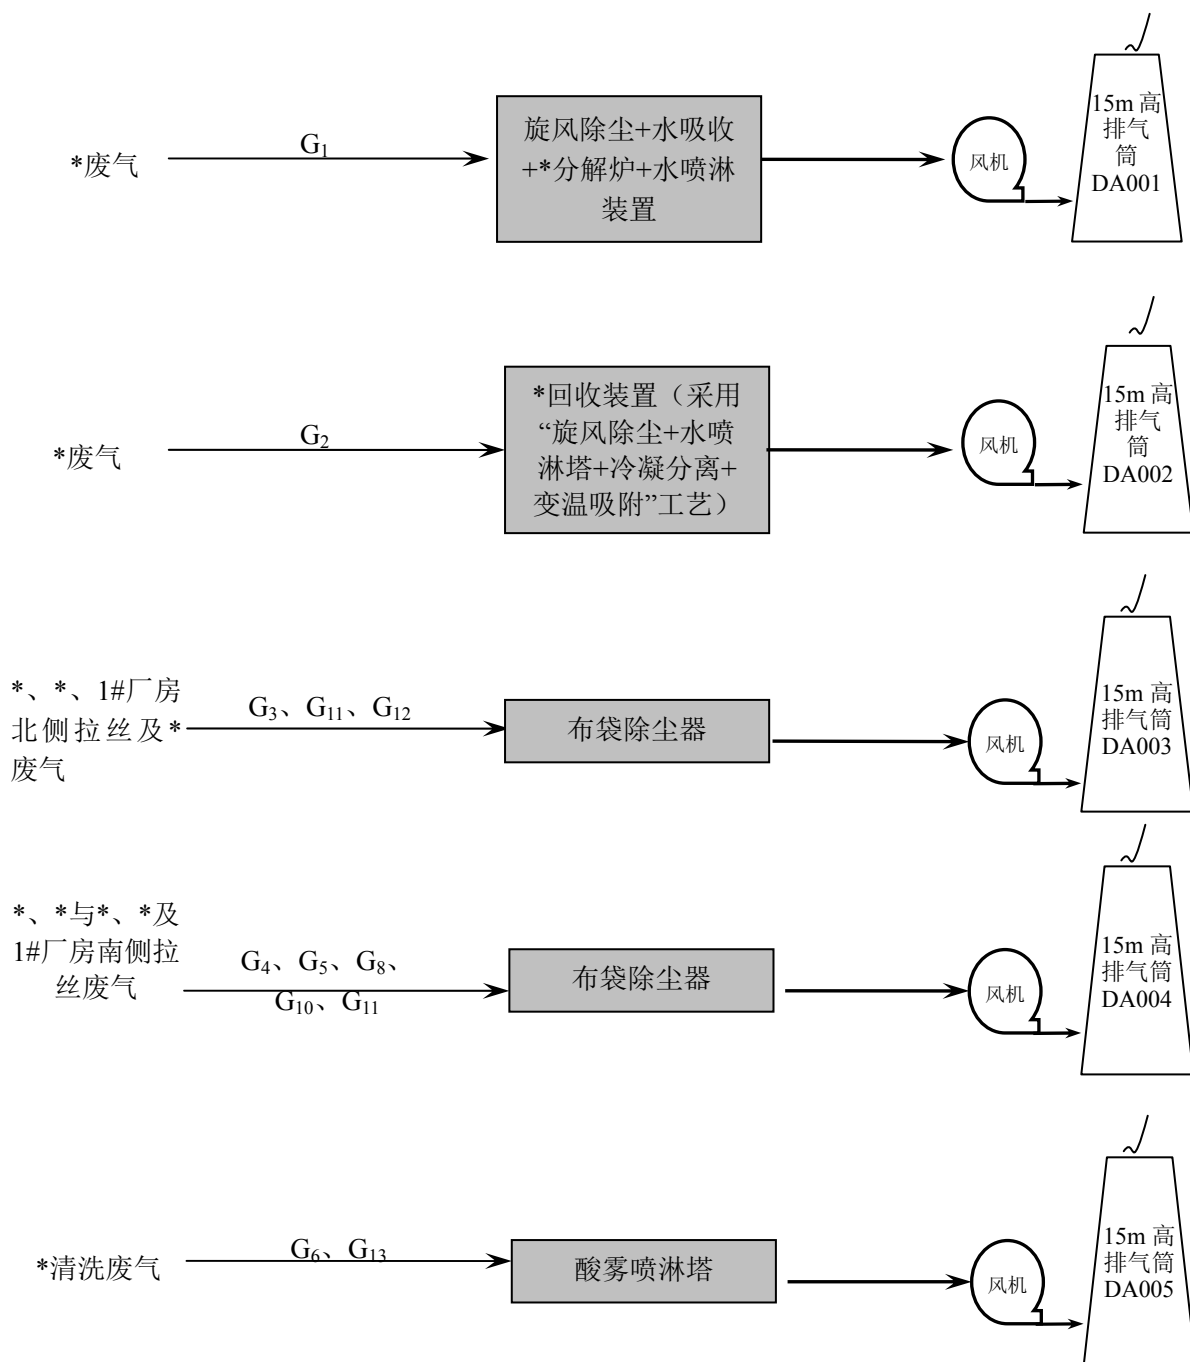 *废气
G₁
旋风除尘+水吸收
+*分解炉+水喷淋
装置
风机
15m 高
排气
筒
DA001
*废气
G₂
*回收装置（采用
“旋风除尘+水喷
淋塔+冷凝分离+
变温吸附”工艺）
风机
15m 高
排气
筒
DA002
*、*、1#厂房
北侧拉丝及*
废气
G₃、G₁₁、G₁₂
布袋除尘器
风机
15m 高
排气筒
DA003
*、*与*、*及
1#厂房南侧拉
丝废气
G₄、G₅、G₈、
G₁₀、G₁₁
布袋除尘器
风机
15m 高
排气筒
DA004
*清洗废气
G₆、G₁₃
酸雾喷淋塔
风机
15m 高
排气筒
DA005